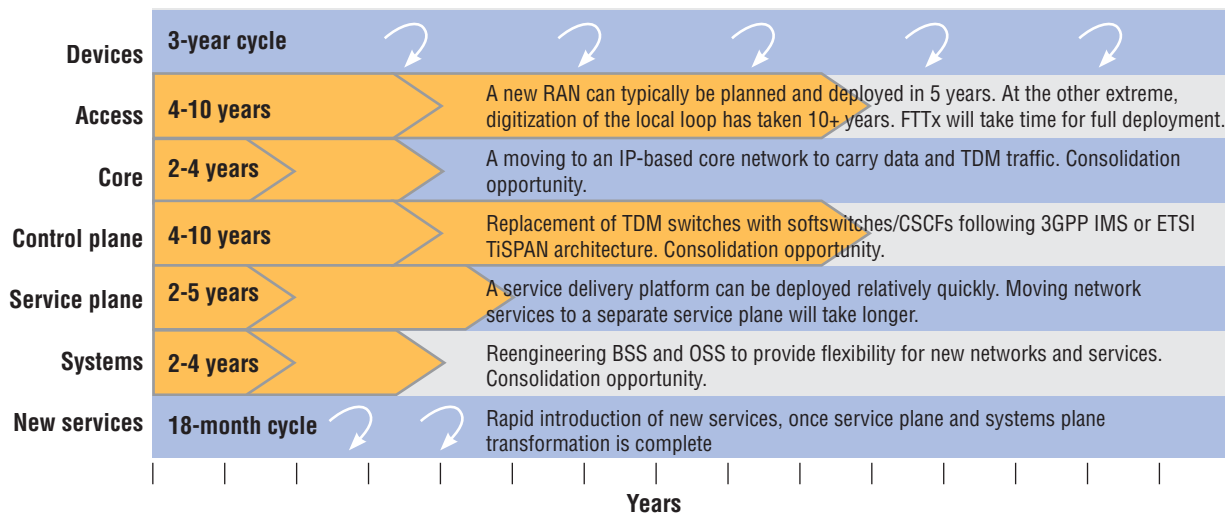 Devices
3-year cycle
Access
4-10 years
A new RAN can typically be planned and deployed in 5 years. At the other extreme,
digitization of the local loop has taken 10+ years. FTTx will take time for full deployment.
Core
2-4 years
A moving to an IP-based core network to carry data and TDM traffic. Consolidation
opportunity.
Control plane
4-10 years
Replacement of TDM switches with softswitches/CSCFs following 3GPP IMS or ETSI
TiSPAN architecture. Consolidation opportunity.
Service plane
2-5 years
A service delivery platform can be deployed relatively quickly. Moving network
services to a separate service plane will take longer.
Systems
2-4 years
Reengineering BSS and OSS to provide flexibility for new networks and services.
Consolidation opportunity.
New services
18-month cycle
Rapid introduction of new services, once service plane and systems plane
transformation is complete
Years